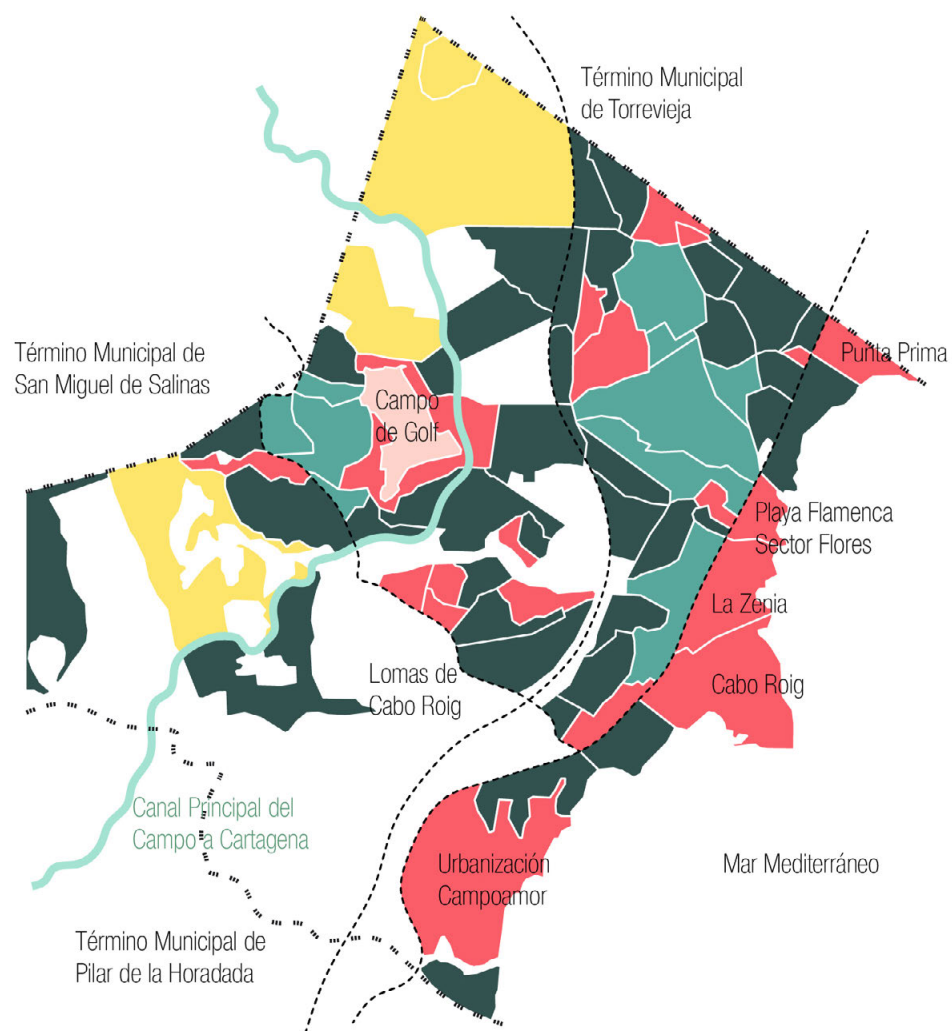 Término Municipal
de Torrevieja
Término Municipal de
San Miguel de Salinas
Punta Prima
Campo
de Golf
Playa Flamenca
Sector Flores
La Zenia
Lomas de
Cabo Roig
Cabo Roig
Canal Principal del
Campo a Cartagena
Urbanización
Campoamor
Mar Mediterráneo
Término Municipal de
Pilar de la Horadada